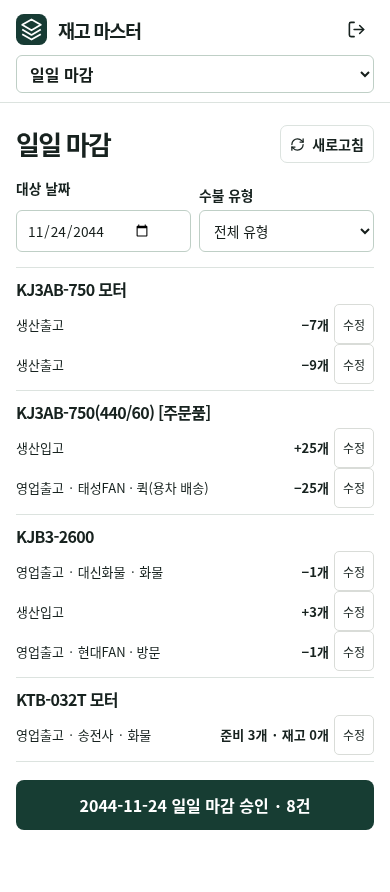 재고 마스터
일일 마감
일일 마감
새로고침
대상 날짜
수불 유형
11/24/2044
전체 유형
KJ3AB-750 모터
생산출고 −7개 수정
생산출고 −9개 수정
KJ3AB-750(440/60) [주문품]
생산입고 +25개 수정
영업출고 · 태성FAN · 퀵(용차 배송) −25개 수정
KJB3-2600
영업출고 · 대신화물 · 화물 −1개 수정
생산입고 +3개 수정
영업출고 · 현대FAN · 방문 −1개 수정
KTB-032T 모터
영업출고 · 송전사 · 화물 준비 3개 · 재고 0개 수정
2044-11-24 일일 마감 승인 · 8건